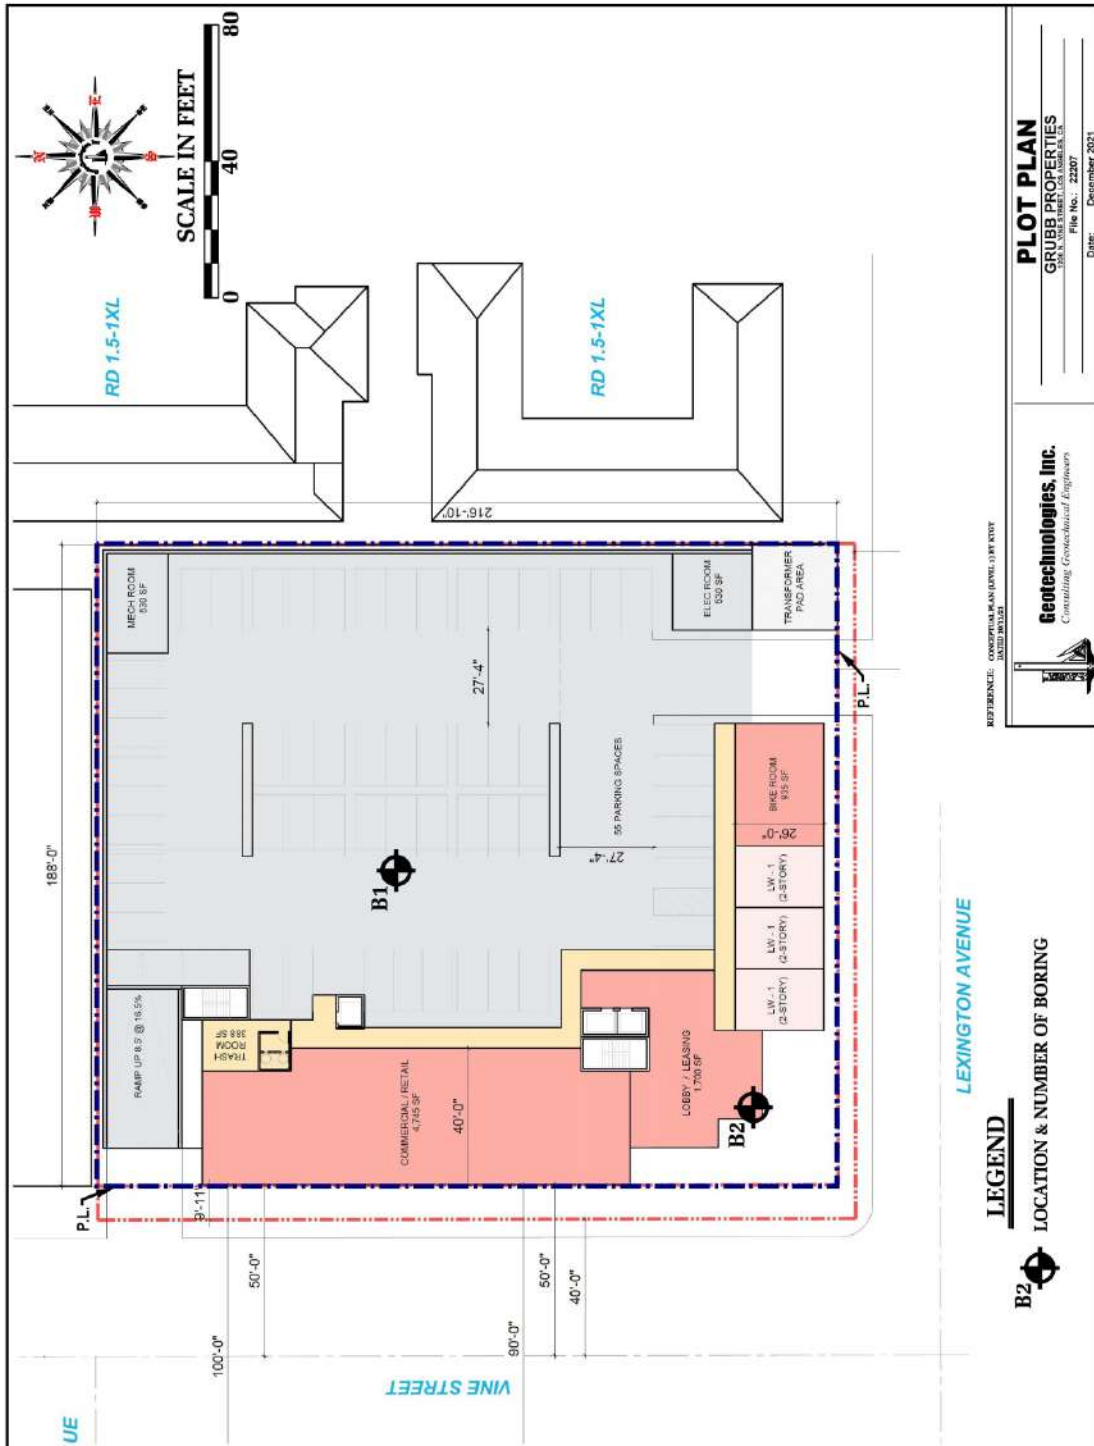 SCALE IN FEET
0 40 80
N
E
S
W
NE
SE
RD 1.5-1XL
RD 1.5-1XL
188'-0"
216'-10"
MECH ROOM
530 SF
ELEC ROOM
530 SF
TRANSFORMER
PAD AREA
27'-4"
P.L.
RAMP UP 8.5' @ 16.5%
B1
55 PARKING SPACES
27'-4"
BIKE ROOM
935 SF
26'-0"
LW - 1
(2-STORY)
LW - 1
(2-STORY)
LW - 1
(2-STORY)
TRASH
ROOM
388 SF
COMMERCIAL / RETAIL
4,745 SF
40'-0"
LOBBY / LEASING
1,700 SF
B2
P.L.
9'-11"
50'-0"
100'-0"
50'-0"
40'-0"
90'-0"
VINE STREET
UE
LEXINGTON AVENUE
LEGEND
B2 LOCATION & NUMBER OF BORING
REFERENCE: CONCEPTUAL PLAN (LEVEL 1) BY KTGY
Geotechnologies, Inc.
Consulting Geotechnical Engineers
PLOT PLAN
GRUBB PROPERTIES
File No.: 22207
Date: December 2021